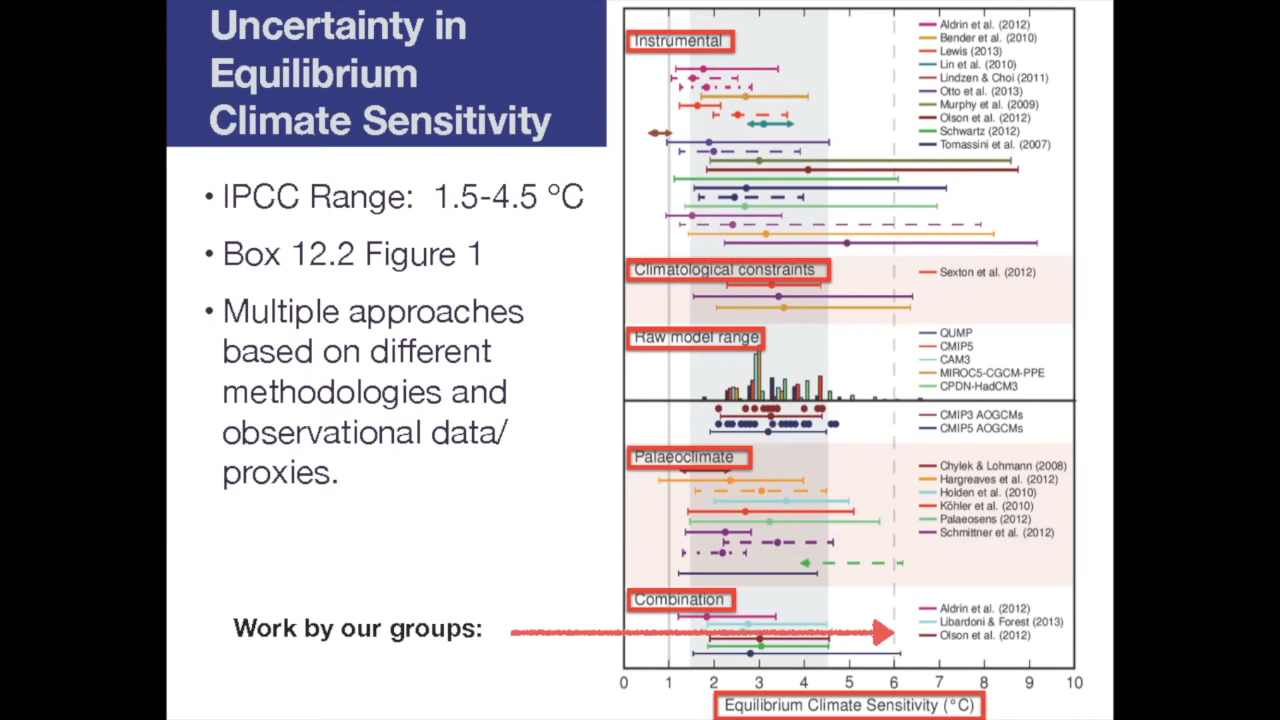 Uncertainty in
Equilibrium
Climate Sensitivity
• IPCC Range: 1.5-4.5 °C
• Box 12.2 Figure 1
• Multiple approaches
based on different
methodologies and
observational data/
proxies.
Work by our groups:
Instrumental
Aldrin et al. (2012)
Bender et al. (2010)
Lewis (2013)
Lin et al. (2010)
Lindzen & Choi (2011)
Otto et al. (2013)
Murphy et al. (2009)
Olson et al. (2012)
Schwartz (2012)
Tomassini et al. (2007)
Climatological constraints
Sexton et al. (2012)
Raw model range
QUMP
CMIP5
CAM3
MIROC5-CGCM-PPE
CPDN-HadCM3
CMIP3 AOGCMs
CMIP5 AOGCMs
Palaeoclimate
Chylek & Lohmann (2008)
Hargreaves et al. (2012)
Holden et al. (2010)
Köhler et al. (2010)
Palaeosens (2012)
Schmittner et al. (2012)
Combination
Aldrin et al. (2012)
Libardoni & Forest (2013)
Olson et al. (2012)
0 1 2 3 4 5 6 7 8 9 10
Equilibrium Climate Sensitivity (°C)